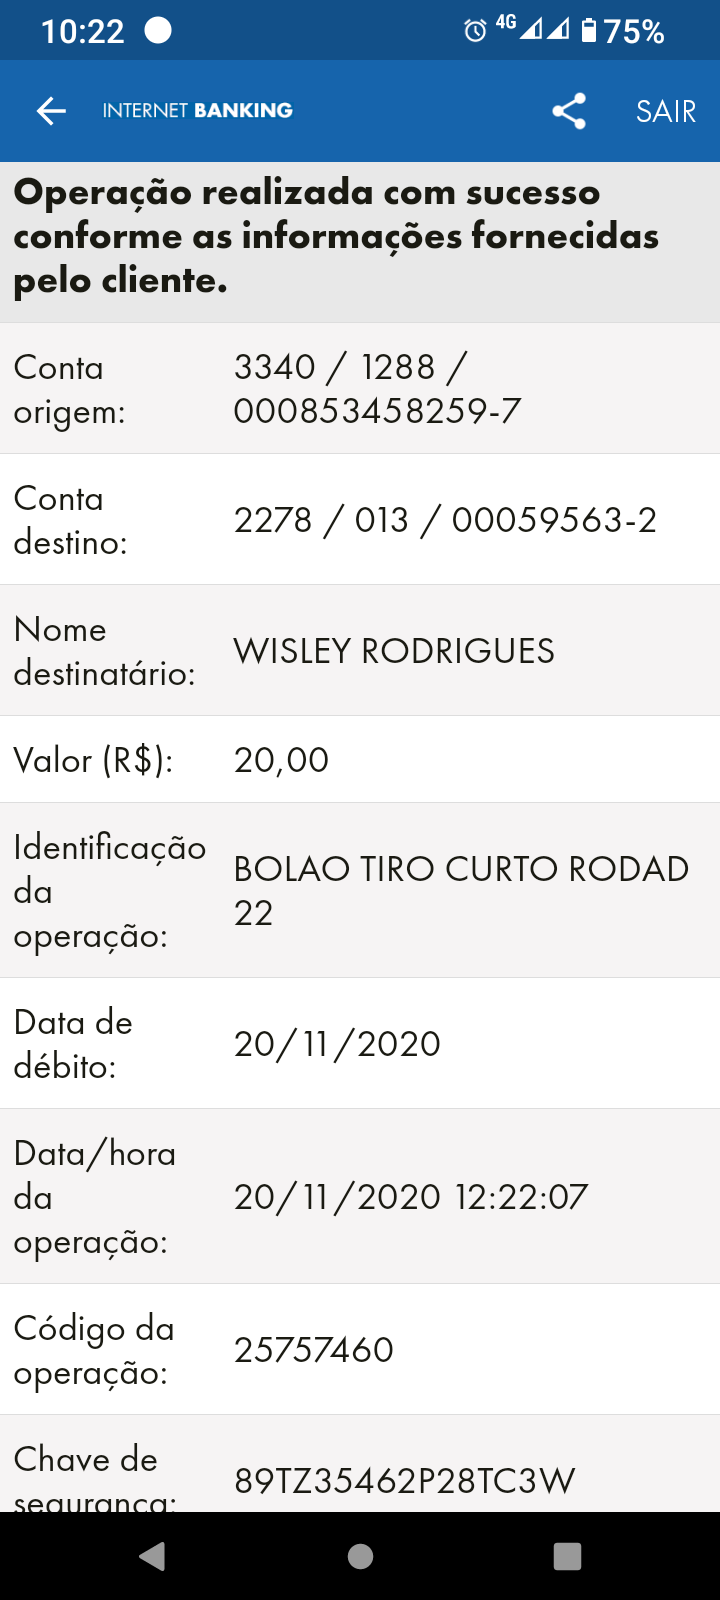 10:22 4G 75%
INTERNET BANKING SAIR
Operação realizada com sucesso
conforme as informações fornecidas
pelo cliente.
Conta
origem:
3340 / 1288 /
000853458259-7
Conta
destino:
2278 / 013 / 00059563-2
Nome
destinatário:
WISLEY RODRIGUES
Valor (R$):
20,00
Identificação
da
operação:
BOLAO TIRO CURTO RODAD
22
Data de
débito:
20/11/2020
Data/hora
da
operação:
20/11/2020 12:22:07
Código da
operação:
25757460
Chave de
segurança:
89TZ35462P28TC3W